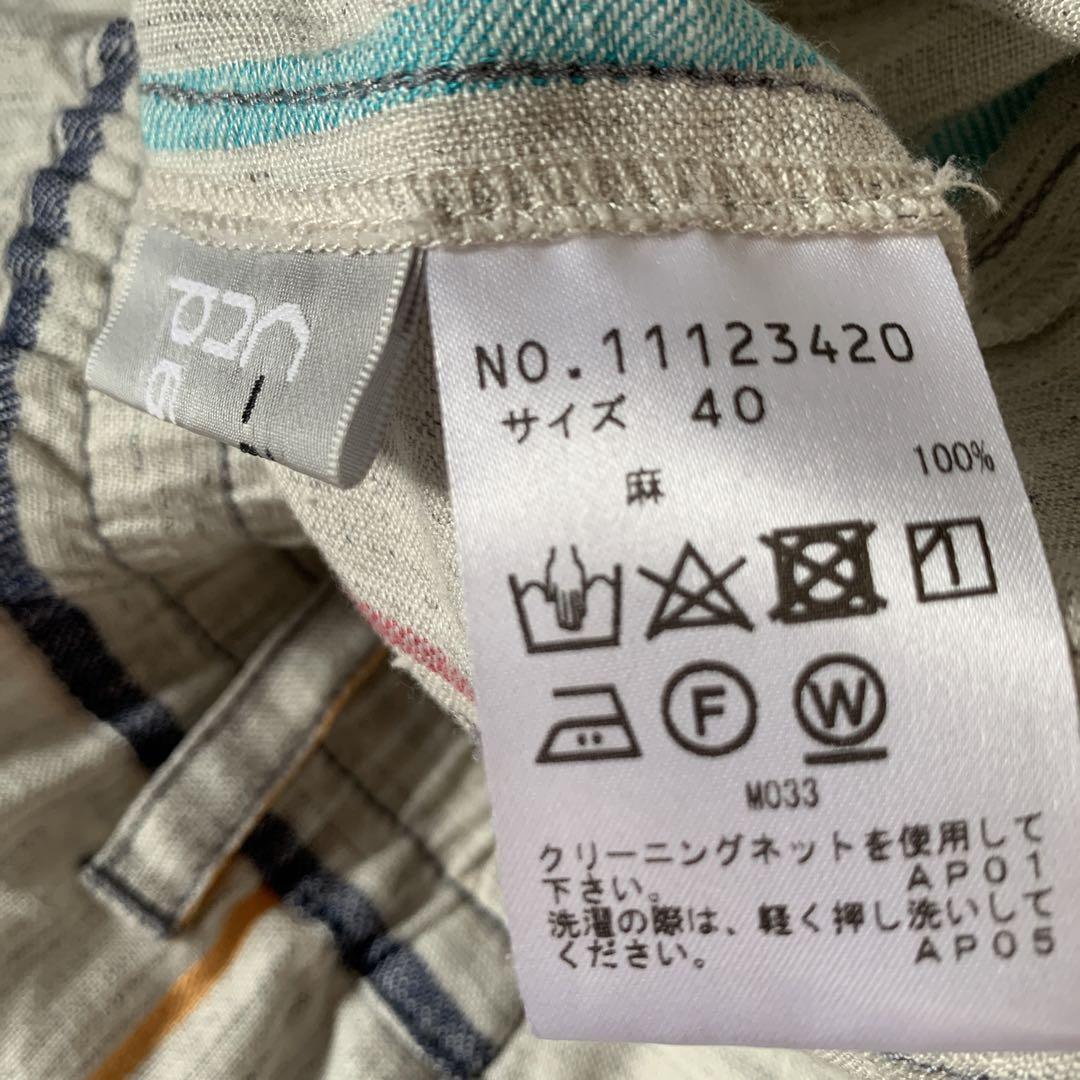 NO.11123420
サイズ 40
麻 100%
F W
M033
クリーニングネットを使用して
下さい。 AP01
洗濯の際は、軽く押し洗いして
ください。 AP05